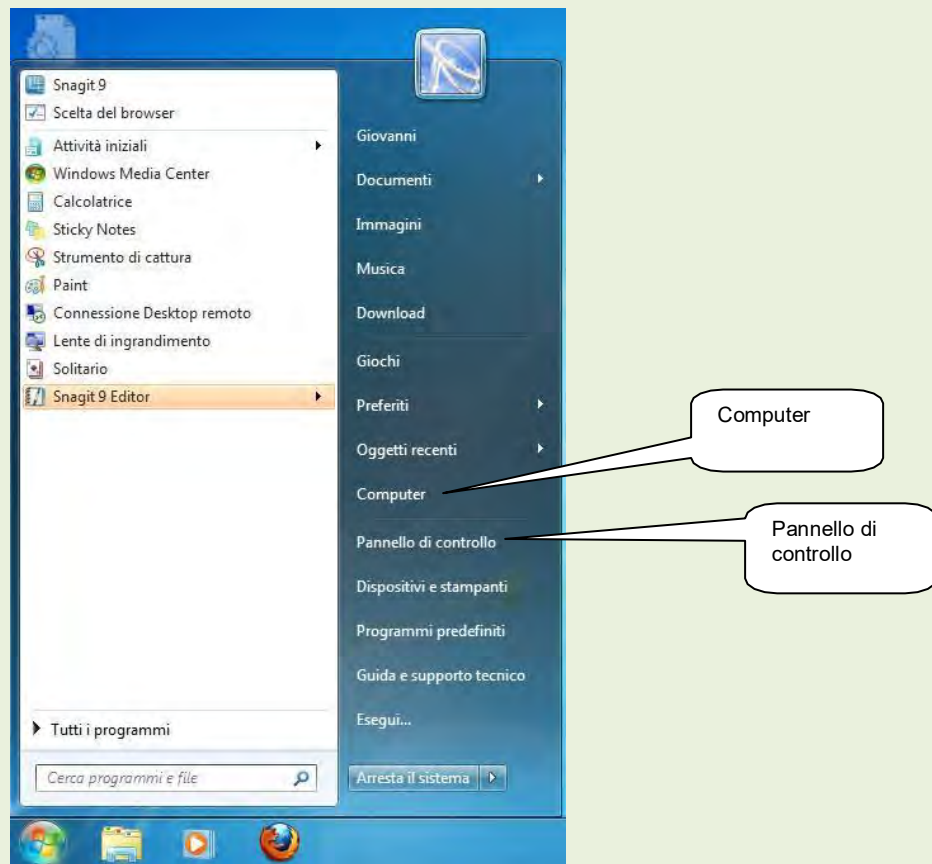 Snagit 9
Scelta del browser
Attività iniziali
Windows Media Center
Calcolatrice
Sticky Notes
Strumento di cattura
Paint
Connessione Desktop remoto
Lente di ingrandimento
Solitario
Snagit 9 Editor
Tutti i programmi
Cerca programmi e file
Giovanni
Documenti
Immagini
Musica
Download
Giochi
Preferiti
Oggetti recenti
Computer
Pannello di controllo
Dispositivi e stampanti
Programmi predefiniti
Guida e supporto tecnico
Esegui...
Arresta il sistema
Computer
Pannello di
controllo